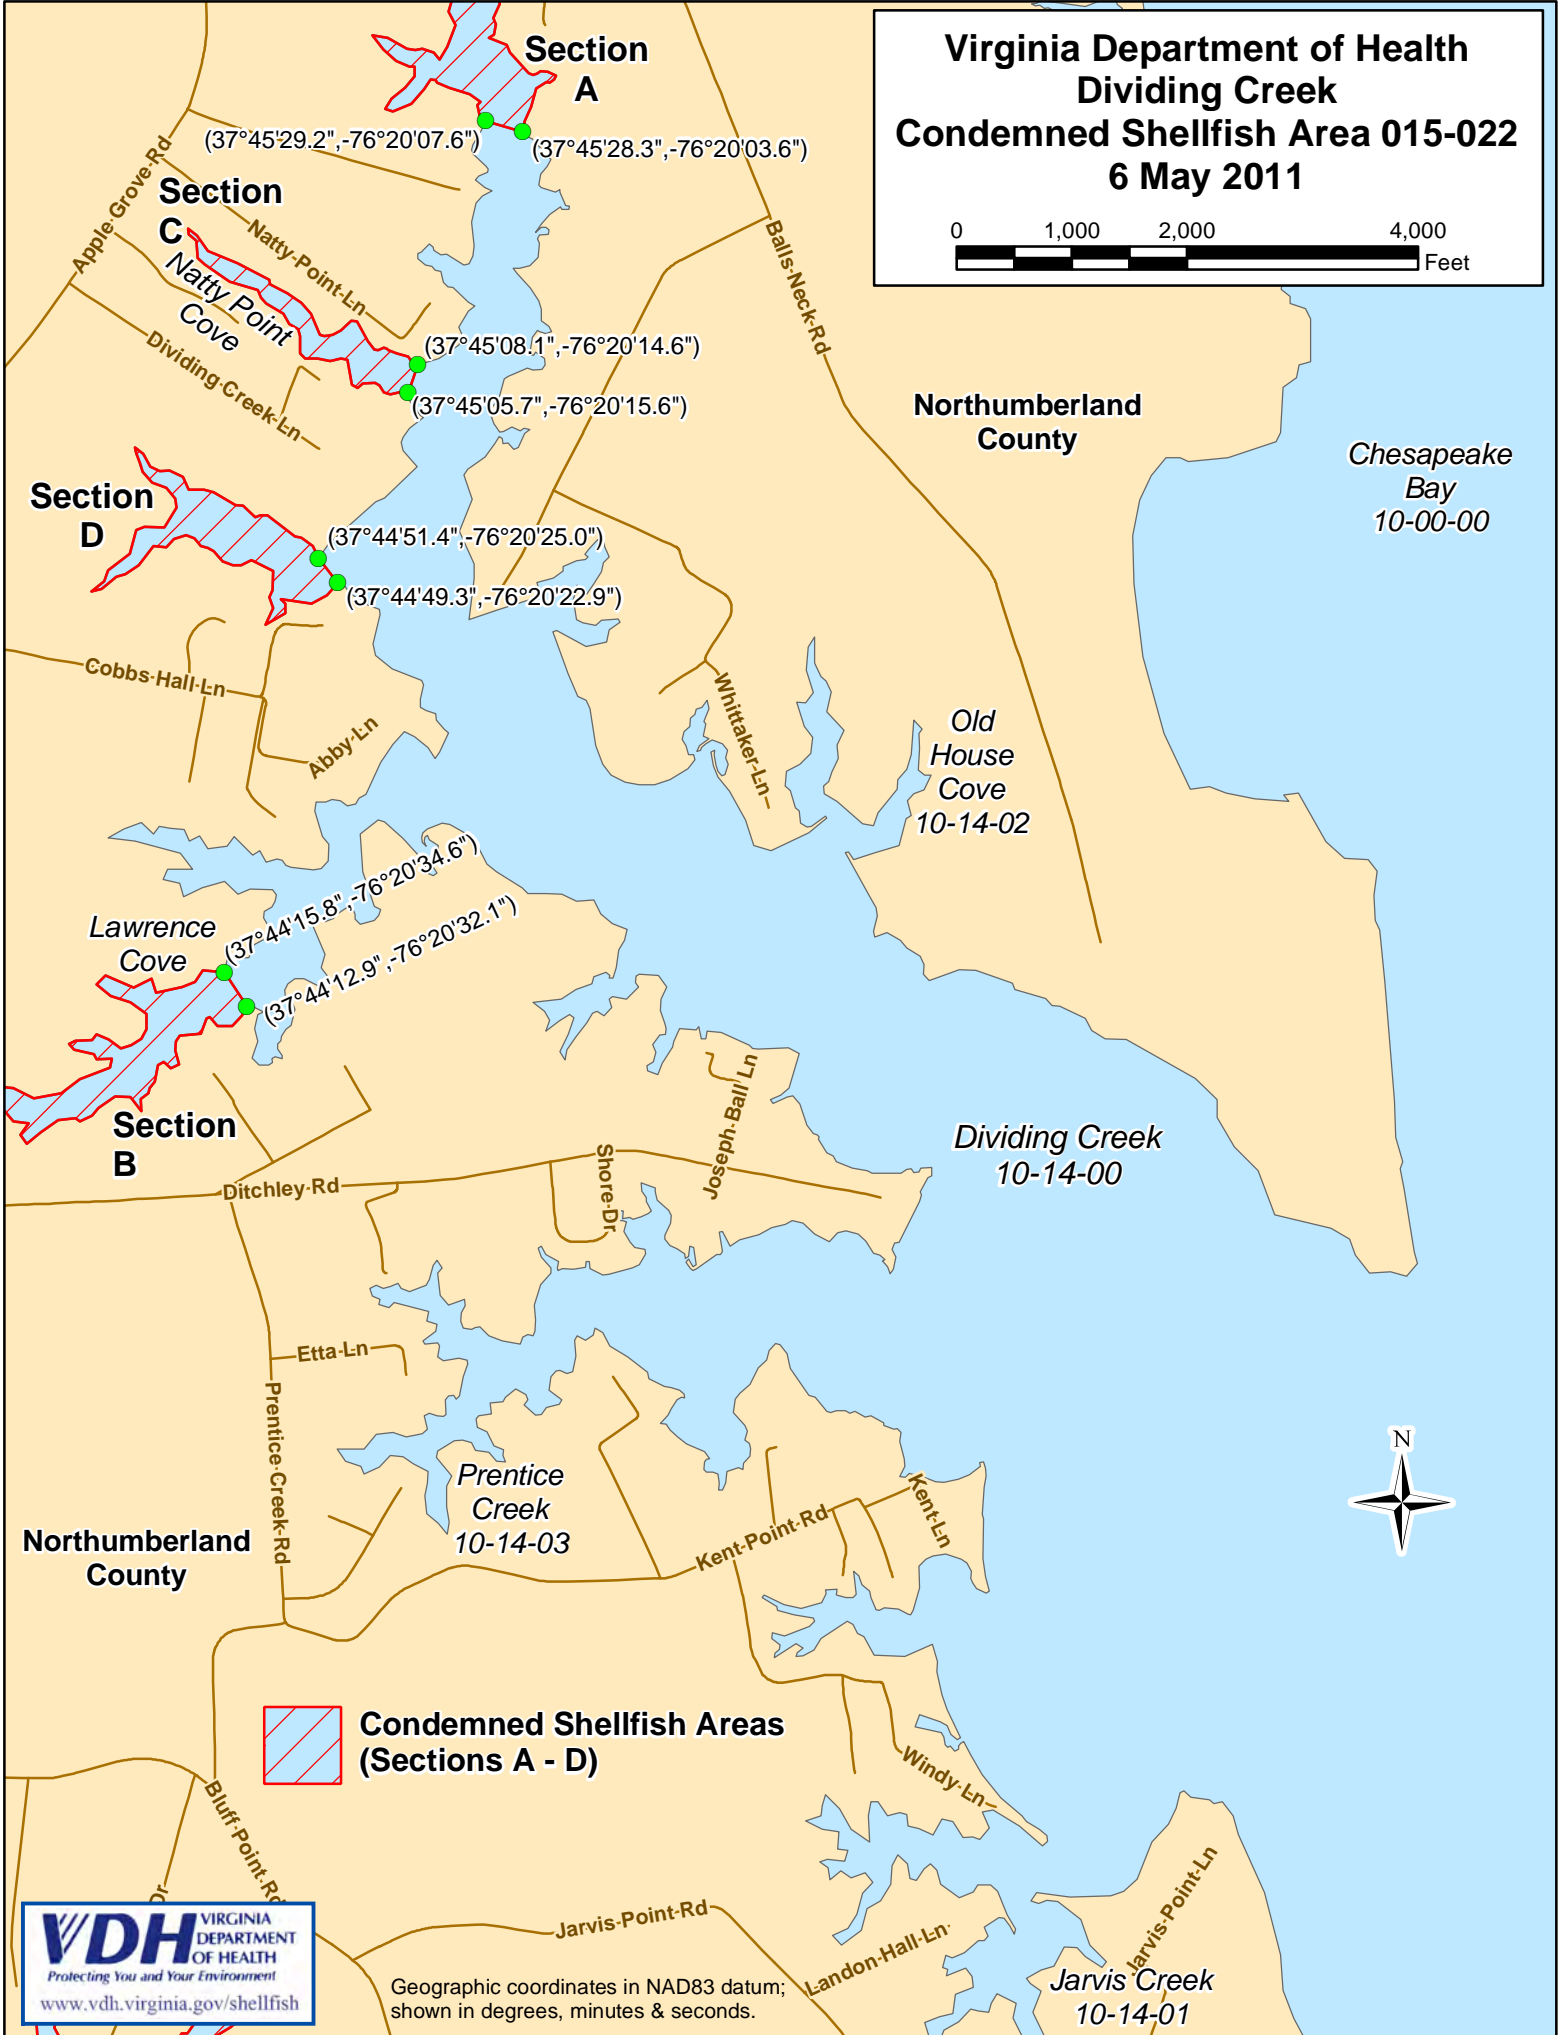 Virginia Department of Health
Dividing Creek
Condemned Shellfish Area 015-022
6 May 2011
0 1,000 2,000 4,000
Feet
Section
A
(37°45'29.2",-76°20'07.6")
(37°45'28.3",-76°20'03.6")
Apple Grove Rd
Section
C
Natty Point Ln
Natty Point
Cove
Balls Neck Rd
(37°45'08.1",-76°20'14.6")
(37°45'05.7",-76°20'15.6")
Dividing Creek Ln
Northumberland
County
Chesapeake
Bay
10-00-00
Section
D
(37°44'51.4",-76°20'25.0")
(37°44'49.3",-76°20'22.9")
Cobbs Hall Ln
Abby Ln
Whittaker Ln
Old
House
Cove
10-14-02
(37°44'15.8",-76°20'34.6")
(37°44'12.9",-76°20'32.1")
Lawrence
Cove
Section
B
Joseph Ball Ln
Shore Dr
Ditchley Rd
Dividing Creek
10-14-00
Etta Ln
Prentice Creek Rd
Prentice
Creek
10-14-03
N
Kent Ln
Kent Point Rd
Northumberland
County
Condemned Shellfish Areas
(Sections A - D)
Windy Ln
Bluff Point Rd
Dr
Jarvis Point Rd
Landon Hall Ln
Jarvis Point Ln
Jarvis Creek
10-14-01
VDH
VIRGINIA
DEPARTMENT
OF HEALTH
Protecting You and Your Environment
www.vdh.virginia.gov/shellfish
Geographic coordinates in NAD83 datum;
shown in degrees, minutes & seconds.